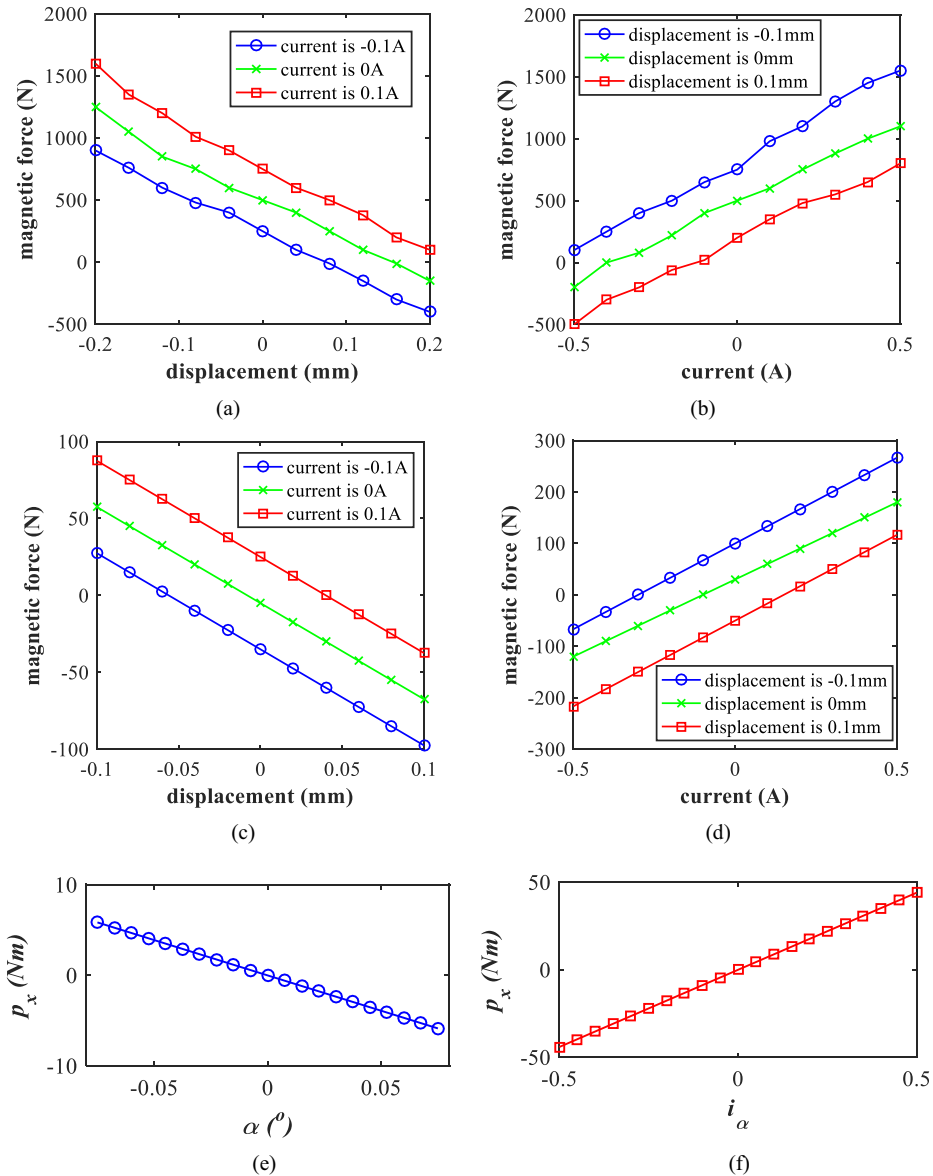 2000
1500
1000
500
0
-500
magnetic force (N)
current is -0.1A
current is 0A
current is 0.1A
-0.2
-0.1
0
0.1
0.2
displacement (mm)
(a)
2000
1500
1000
500
0
-500
magnetic force (N)
displacement is -0.1mm
displacement is 0mm
displacement is 0.1mm
-0.5
0
0.5
current (A)
(b)
100
50
0
-50
-100
magnetic force (N)
current is -0.1A
current is 0A
current is 0.1A
-0.1
-0.05
0
0.05
0.1
displacement (mm)
(c)
300
200
100
0
-100
-200
-300
magnetic force (N)
displacement is -0.1mm
displacement is 0mm
displacement is 0.1mm
-0.5
0
0.5
current (A)
(d)
10
0
-10
p_x (Nm)
-0.05
0
0.05
α (°)
(e)
50
0
-50
p_x (Nm)
-0.5
0
0.5
i_α
(f)